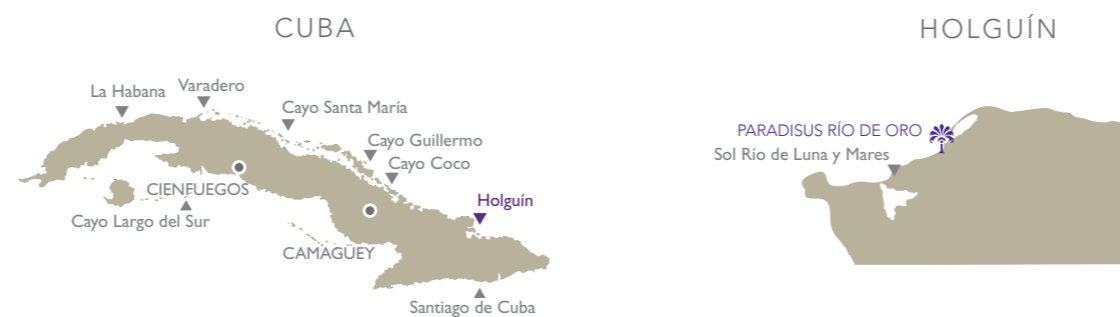 CUBA
La Habana
Varadero
Cayo Santa María
Cayo Guillermo
Cayo Coco
CIENFUEGOS
Cayo Largo del Sur
Holguín
CAMAGÜEY
Santiago de Cuba
HOLGUÍN
PARADISUS RÍO DE ORO
Sol Río de Luna y Mares